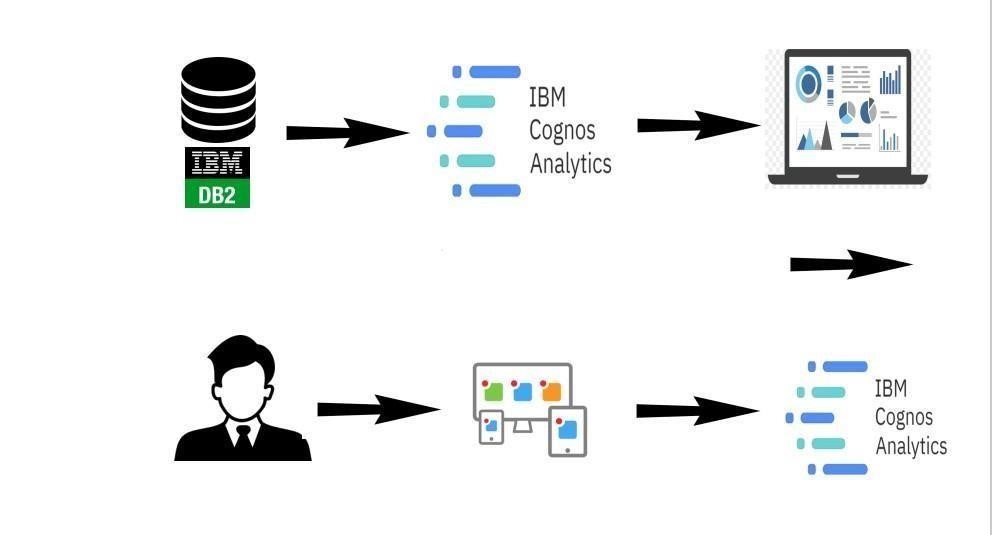 IBM
DB2
IBM
Cognos
Analytics
IBM
Cognos
Analytics